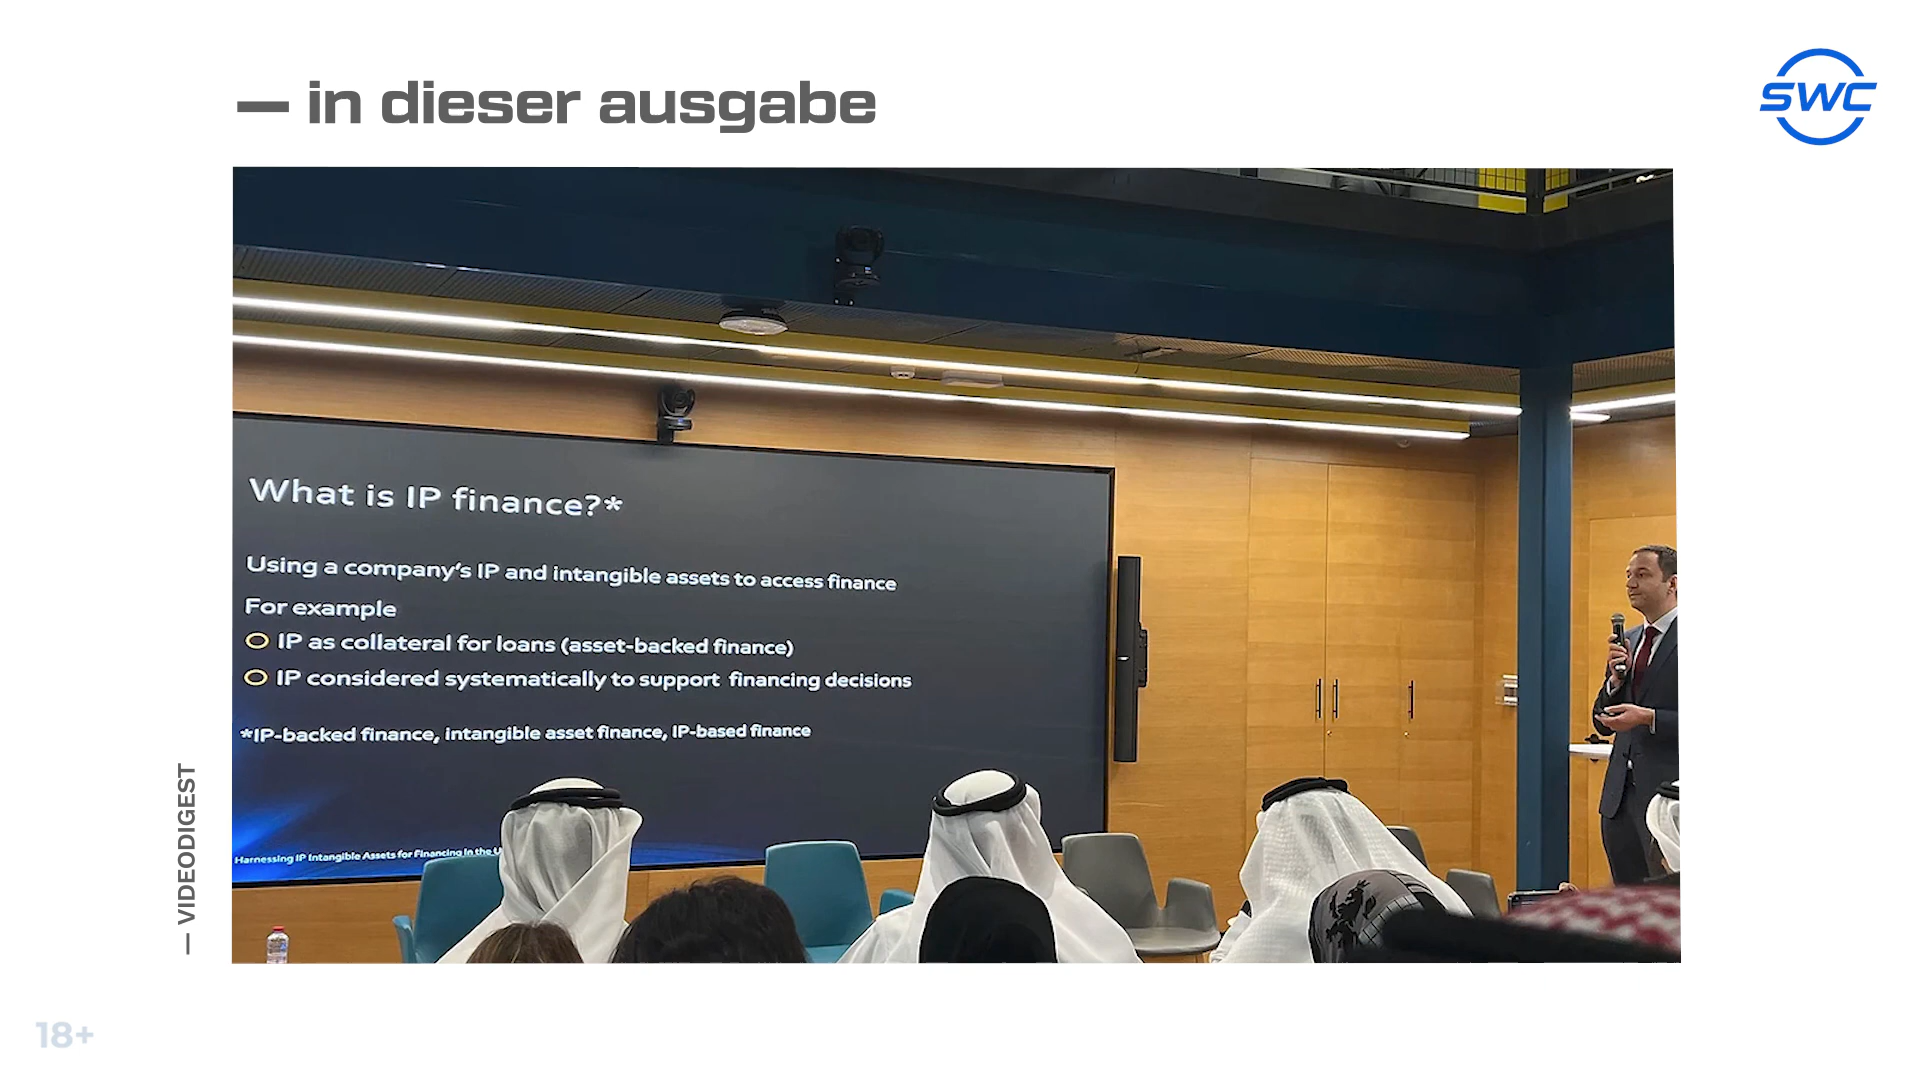 — in dieser ausgabe
SWC
What is IP finance?*
Using a company's IP and intangible assets to access finance
For example
IP as collateral for loans (asset-backed finance)
IP considered systematically to support financing decisions
*IP-backed finance, intangible asset finance, IP-based finance
Harnessing IP Intangible Assets for Financing in the
— VIDEODIGEST
18+